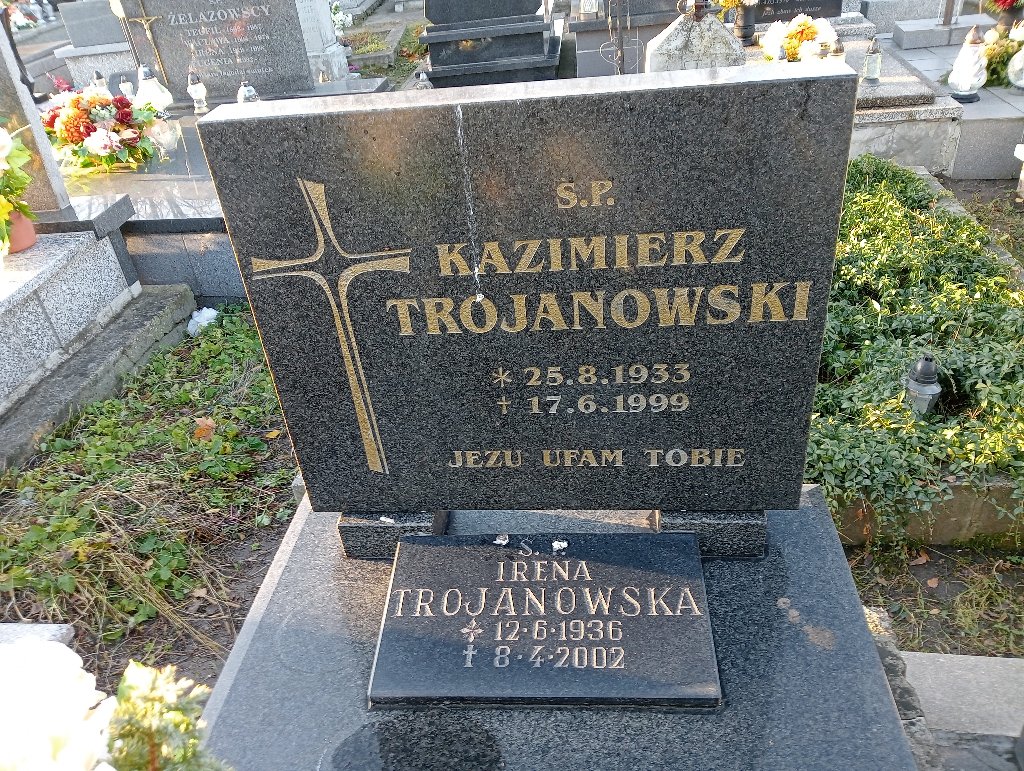 ŻELAZOWSCY
Ś.P.
KAZIMIERZ
TROJANOWSKI
* 25.8.1933
† 17.6.1999
JEZU UFAM TOBIE
IRENA
TROJANOWSKA
* 12·6·1936
† 8·4·2002